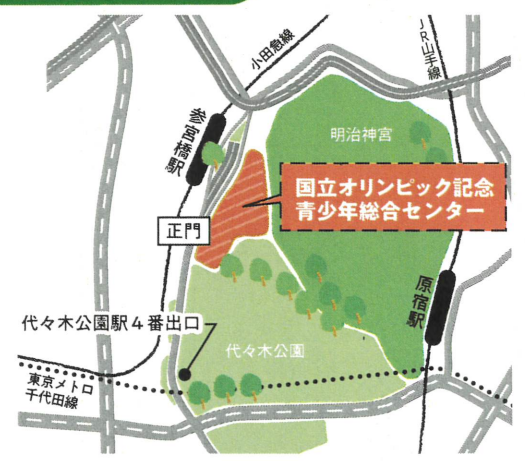 小田急線
JR山手線
参宮橋駅
明治神宮
国立オリンピック記念
青少年総合センター
正門
原宿駅
代々木公園駅4番出口
代々木公園
東京メトロ
千代田線